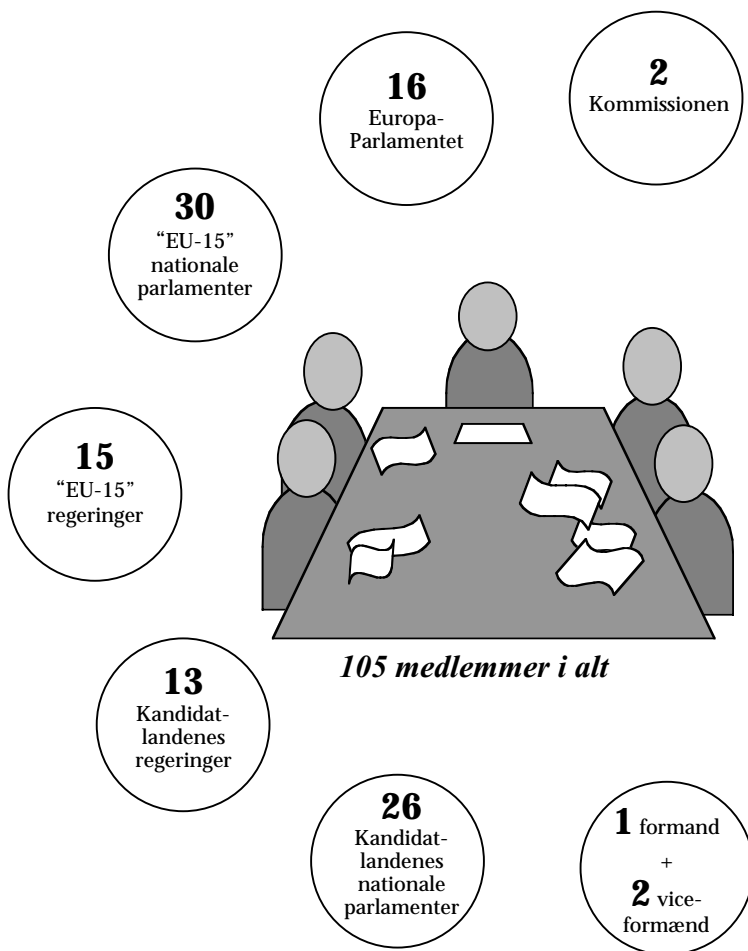 16
Europa-
Parlamentet
2
Kommissionen
30
“EU-15”
nationale
parlamenter
15
“EU-15”
regeringer
105 medlemmer i alt
13
Kandidat-
landenes
regeringer
26
Kandidat-
landenes
nationale
parlamenter
1 formand
+
2 vice-
formænd